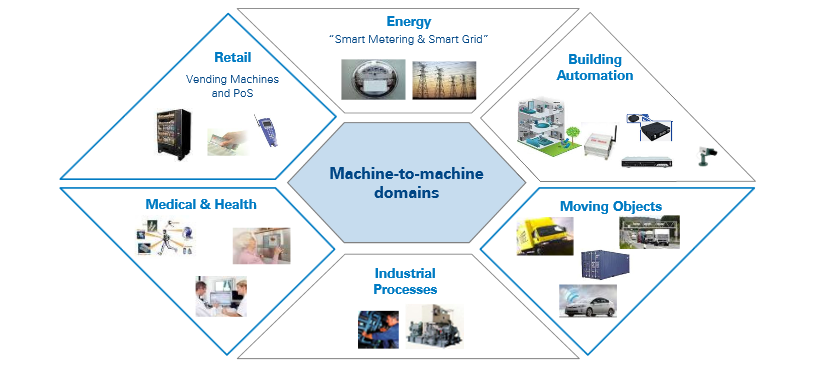 Energy
“Smart Metering & Smart Grid”
Retail
Vending Machines
and PoS
Building
Automation
Machine-to-machine
domains
Medical & Health
Moving Objects
Industrial
Processes